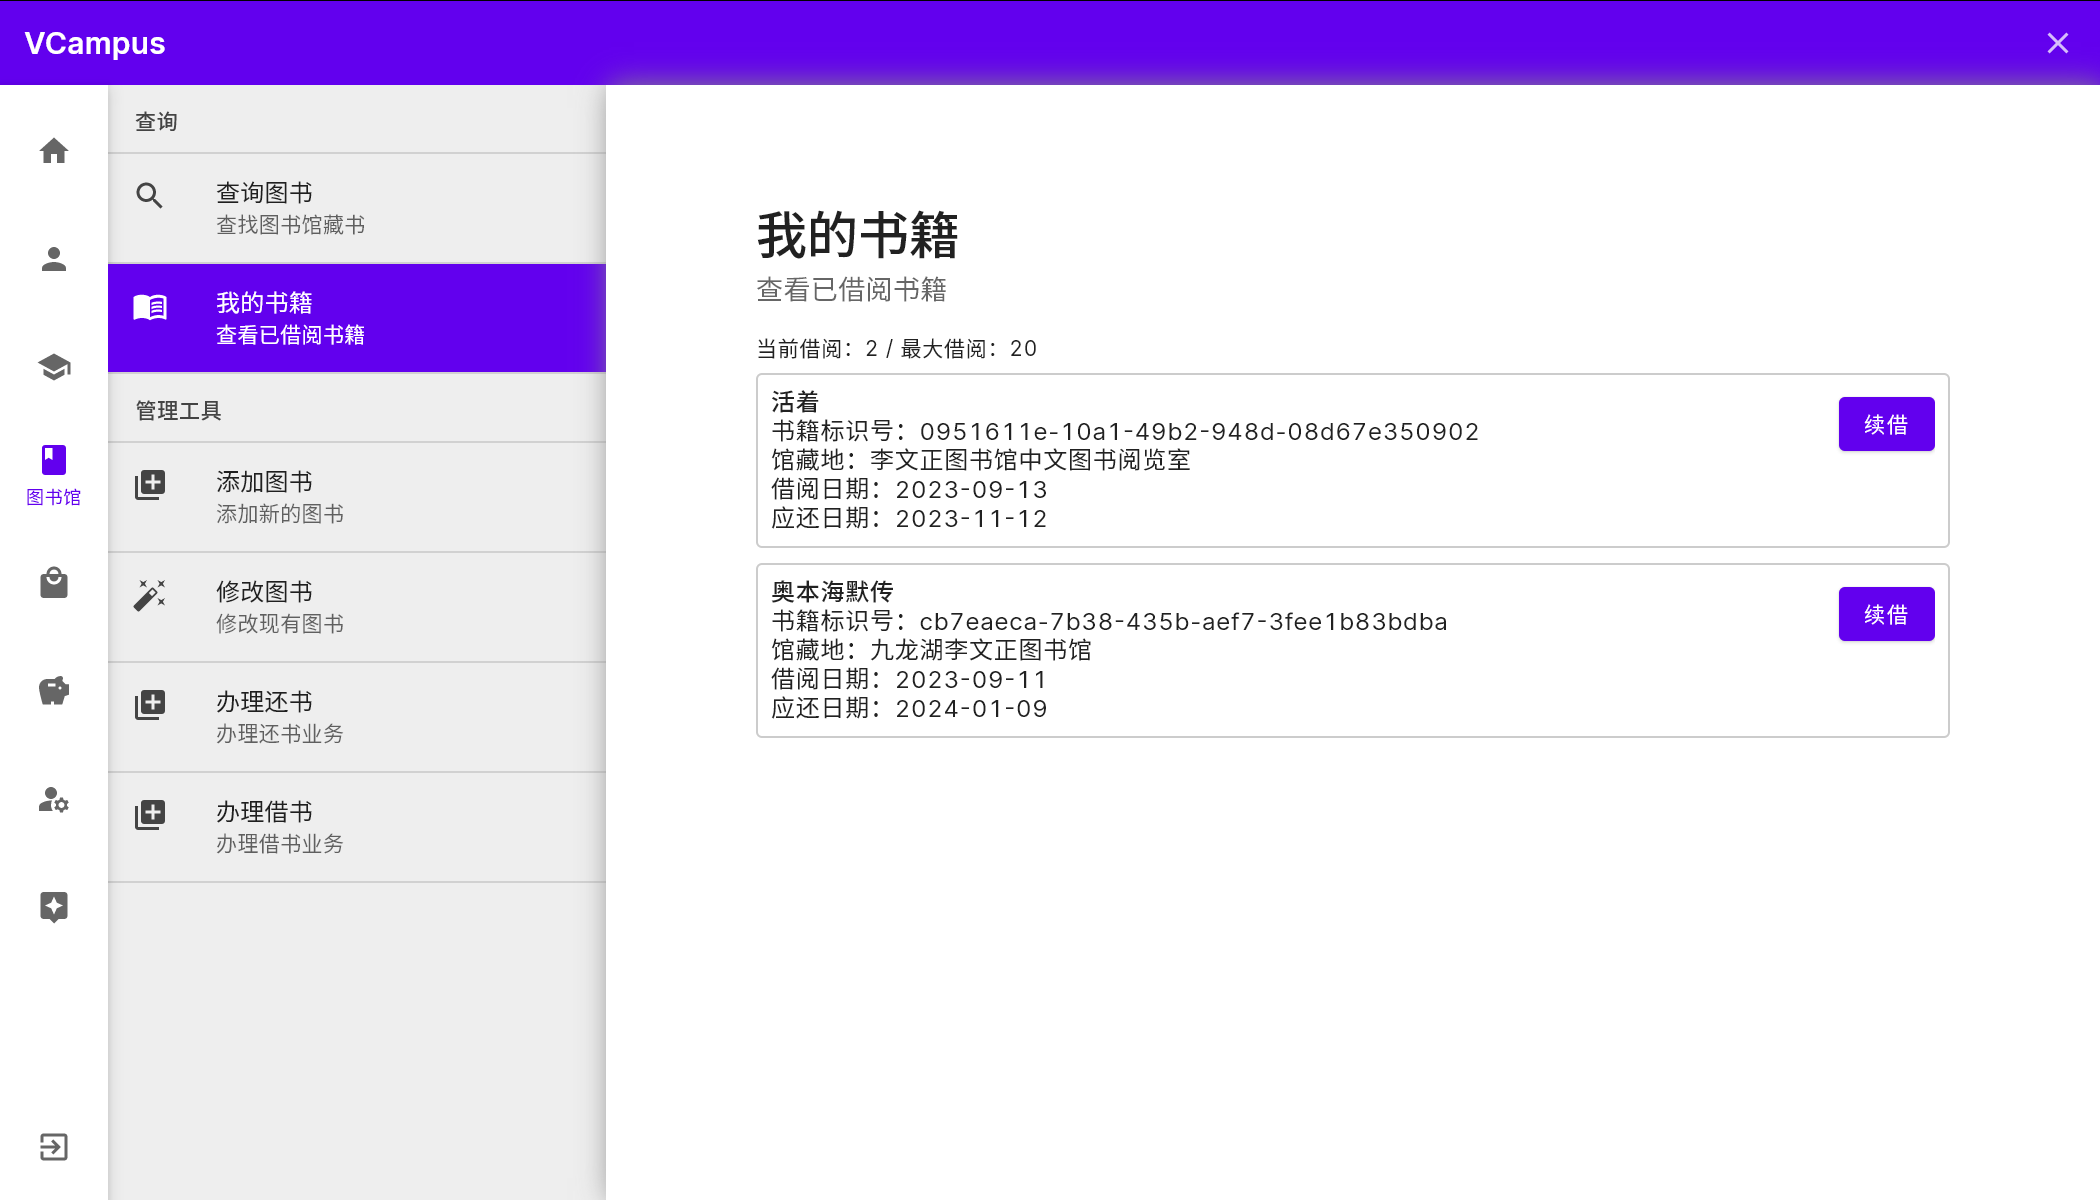 VCampus
图书馆
查询
查询图书
查找图书馆藏书
我的书籍
查看已借阅书籍
管理工具
添加图书
添加新的图书
修改图书
修改现有图书
办理还书
办理还书业务
办理借书
办理借书业务
我的书籍
查看已借阅书籍
当前借阅：2 / 最大借阅：20
活着
书籍标识号：0951611e-10a1-49b2-948d-08d67e350902
馆藏地：李文正图书馆中文图书阅览室
借阅日期：2023-09-13
应还日期：2023-11-12
续借
奥本海默传
书籍标识号：cb7eaeca-7b38-435b-aef7-3fee1b83bdba
馆藏地：九龙湖李文正图书馆
借阅日期：2023-09-11
应还日期：2024-01-09
续借